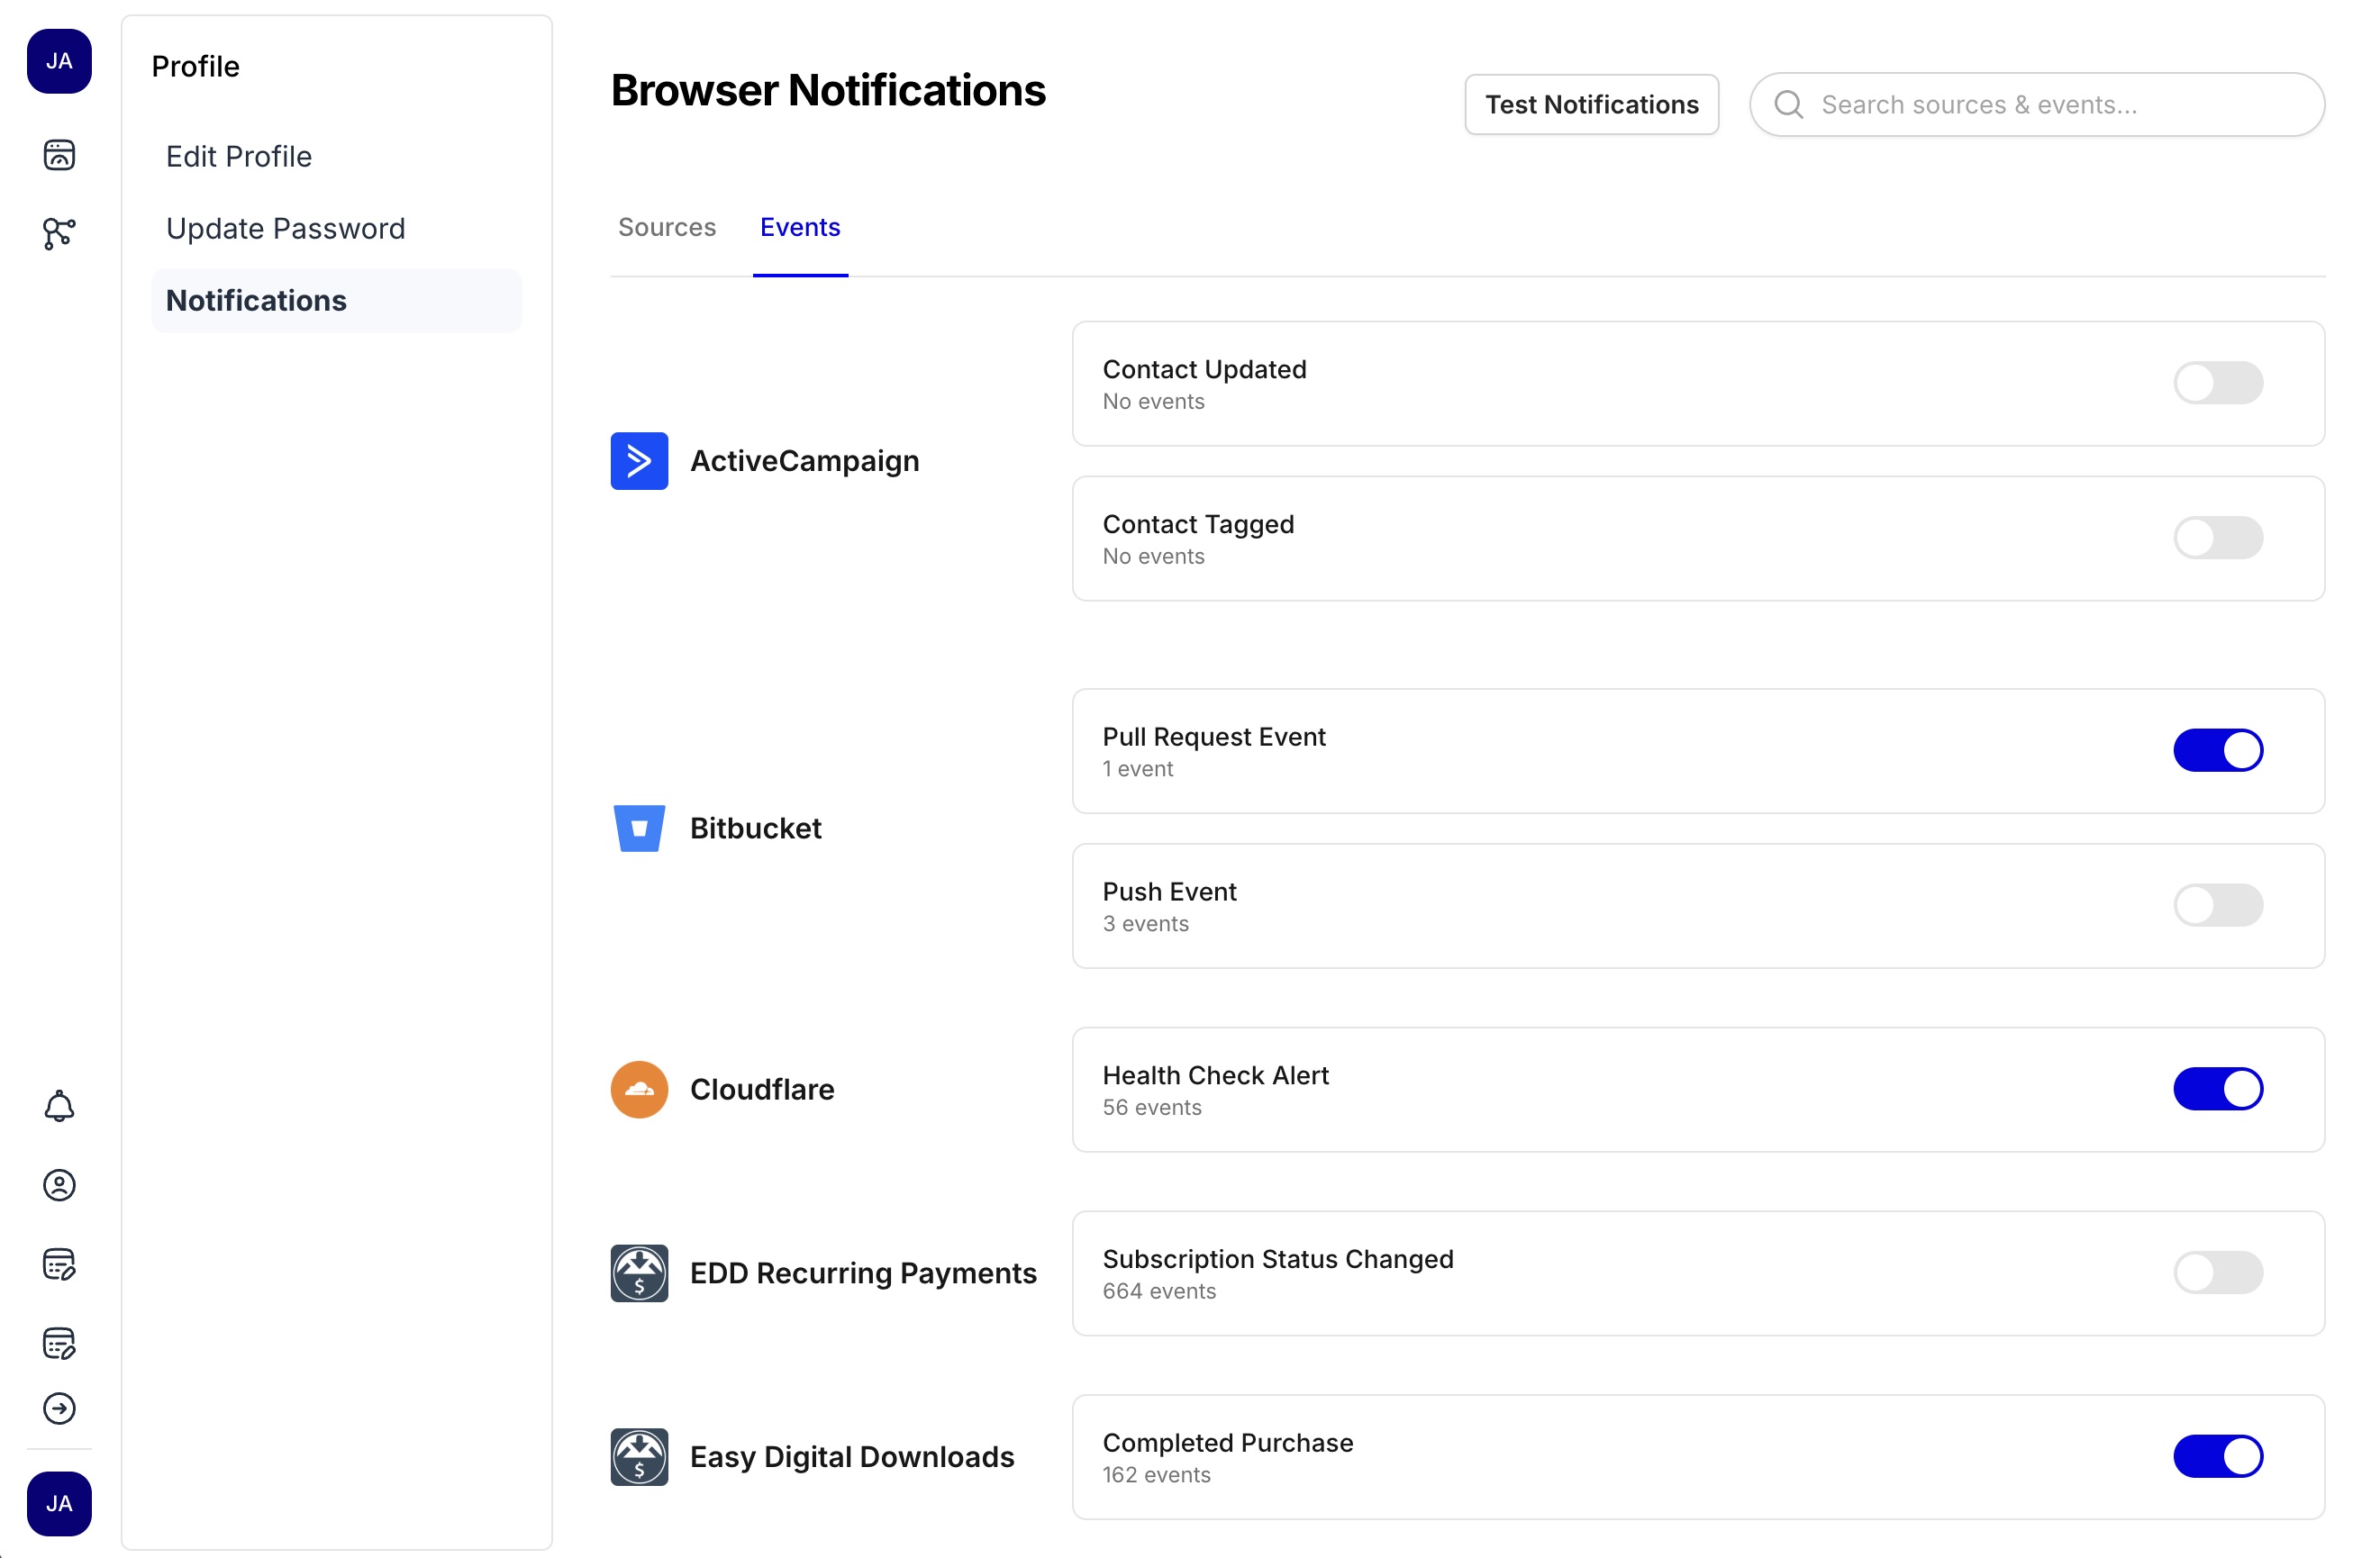 JA
Profile
Edit Profile
Update Password
Notifications
Browser Notifications
Test Notifications
Search sources & events...
Sources
Events
ActiveCampaign
Contact Updated
No events
Contact Tagged
No events
Bitbucket
Pull Request Event
1 event
Push Event
3 events
Cloudflare
Health Check Alert
56 events
EDD Recurring Payments
Subscription Status Changed
664 events
Easy Digital Downloads
Completed Purchase
162 events
JA